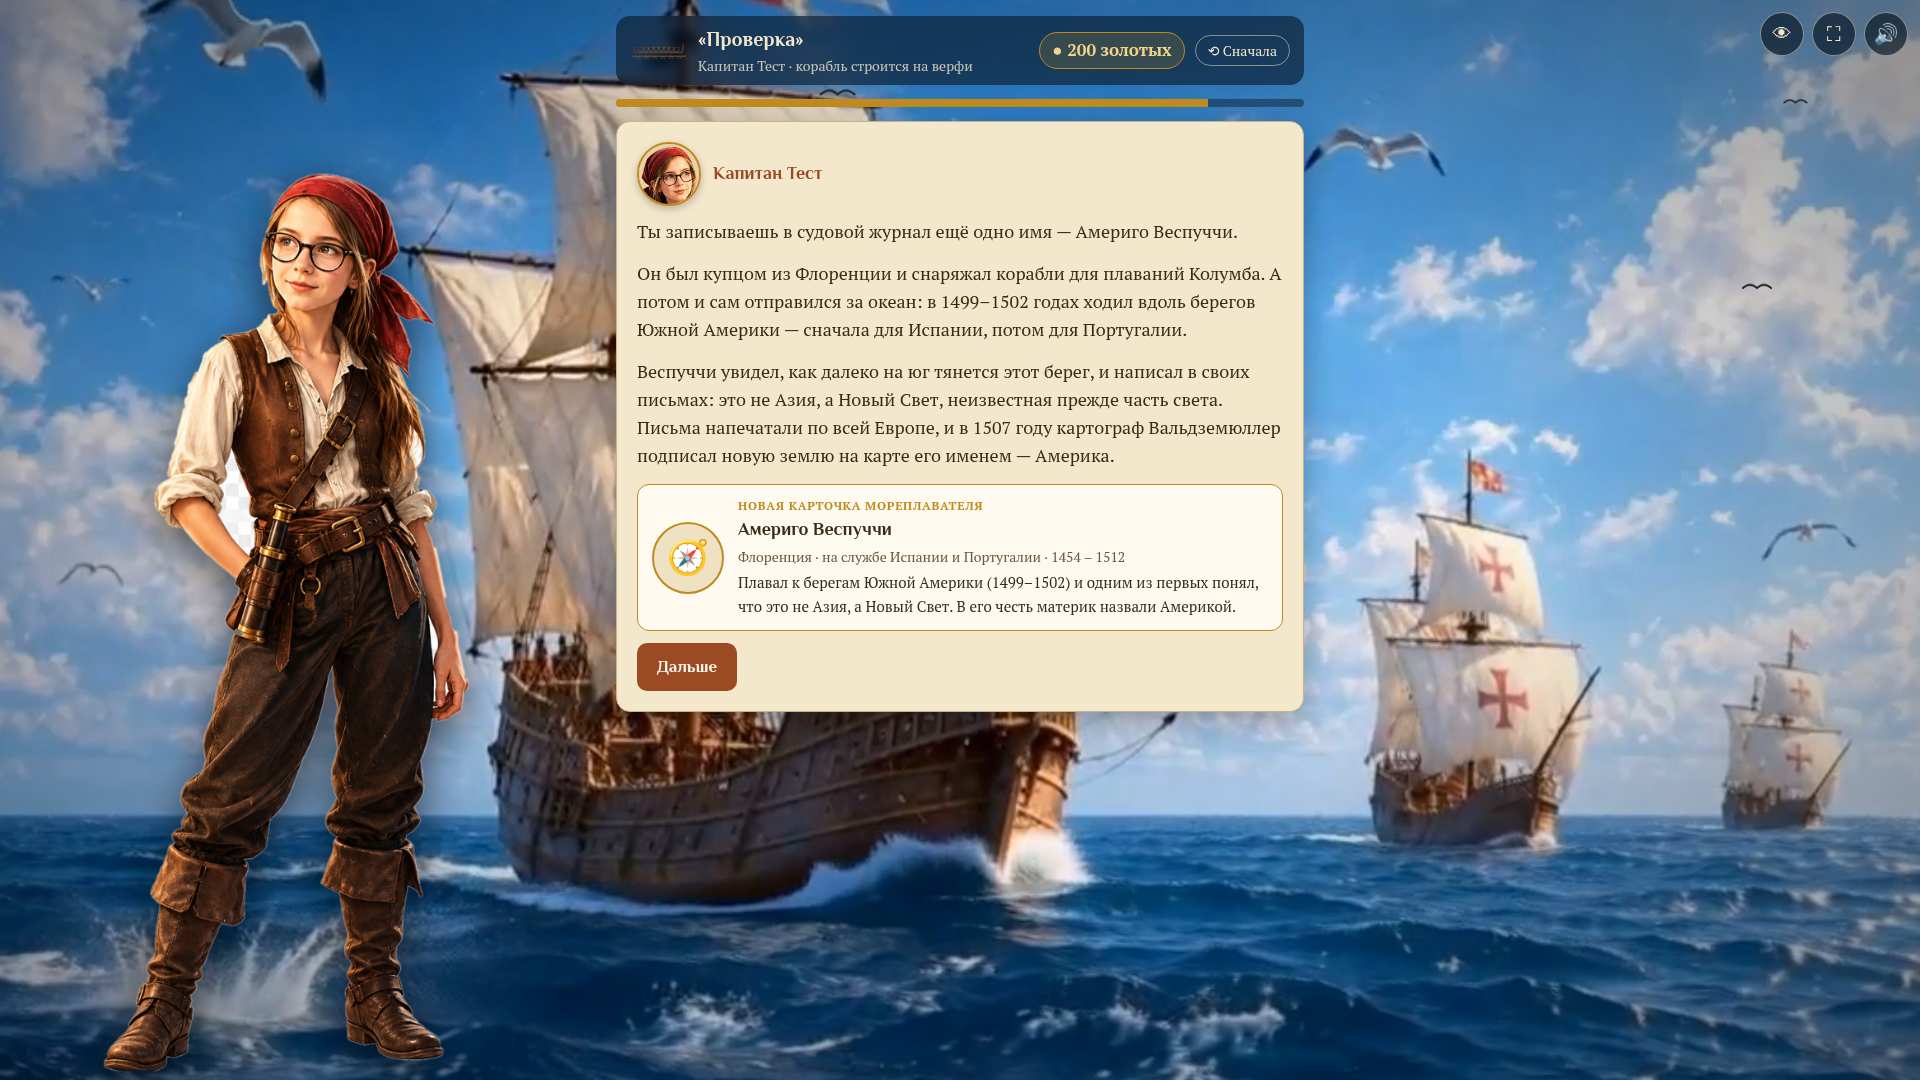 «Проверка»
Капитан Тест · корабль строится на верфи
● 200 золотых
⟲ Сначала
Капитан Тест
Ты записываешь в судовой журнал ещё одно имя — Америго Веспуччи.
Он был купцом из Флоренции и снаряжал корабли для плаваний Колумба. А
потом и сам отправился за океан: в 1499–1502 годах ходил вдоль берегов
Южной Америки — сначала для Испании, потом для Португалии.
Веспуччи увидел, как далеко на юг тянется этот берег, и написал в своих
письмах: это не Азия, а Новый Свет, неизвестная прежде часть света.
Письма напечатали по всей Европе, и в 1507 году картограф Вальдземюллер
подписал новую землю на карте его именем — Америка.
НОВАЯ КАРТОЧКА МОРЕПЛАВАТЕЛЯ
Америго Веспуччи
Флоренция · на службе Испании и Португалии · 1454 – 1512
Плавал к берегам Южной Америки (1499–1502) и одним из первых понял,
что это не Азия, а Новый Свет. В его честь материк назвали Америкой.
Дальше